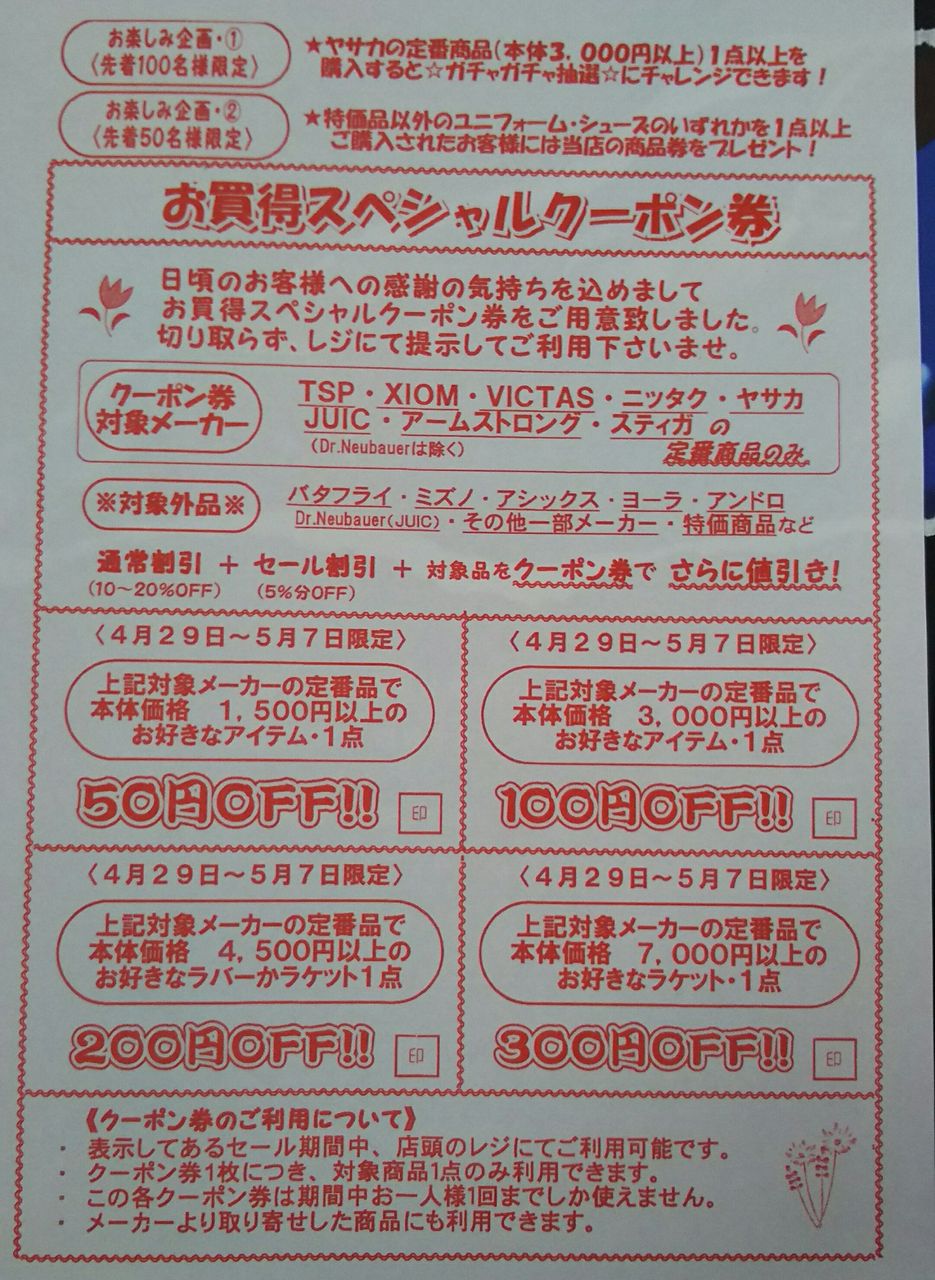 お楽しみ企画・①
〈先着100名様限定〉
★ヤサカの定番商品(本体3,000円以上)1点以上を
購入すると☆ガチャガチャ抽選☆にチャレンジできます！
お楽しみ企画・②
〈先着50名様限定〉
★特価品以外のユニフォーム・シューズのいずれかを1点以上
ご購入されたお客様には当店の商品券をプレゼント！
お買得スペシャルクーポン券
日頃のお客様への感謝の気持ちを込めまして
お買得スペシャルクーポン券をご用意致しました。
切り取らず、レジにて提示してご利用下さいませ。
クーポン券
対象メーカー
TSP・XIOM・VICTAS・ニッタク・ヤサカ
JUIC・アームストロング・スティガ の
(Dr.Neubauerは除く) 定番商品のみ
※対象外品※
バタフライ・ミズノ・アシックス・ヨーラ・アンドロ
Dr.Neubauer(JUIC)・その他一部メーカー・特価商品など
通常割引 + セール割引 + 対象品をクーポン券で さらに値引き!
(10～20%OFF) (5%分OFF)
〈4月29日～5月7日限定〉
上記対象メーカーの定番品で
本体価格 1,500円以上の
お好きなアイテム・1点
50円OFF!! 印
〈4月29日～5月7日限定〉
上記対象メーカーの定番品で
本体価格 3,000円以上の
お好きなアイテム・1点
100円OFF!! 印
〈4月29日～5月7日限定〉
上記対象メーカーの定番品で
本体価格 4,500円以上の
お好きなラバーかラケット1点
200円OFF!! 印
〈4月29日～5月7日限定〉
上記対象メーカーの定番品で
本体価格 7,000円以上の
お好きなラケット・1点
300円OFF!! 印
《クーポン券のご利用について》
・ 表示してあるセール期間中、店頭のレジにてご利用可能です。
・ クーポン券1枚につき、対象商品1点のみ利用できます。
・ この各クーポン券は期間中お一人様1回までしか使えません。
・ メーカーより取り寄せした商品にも利用できます。